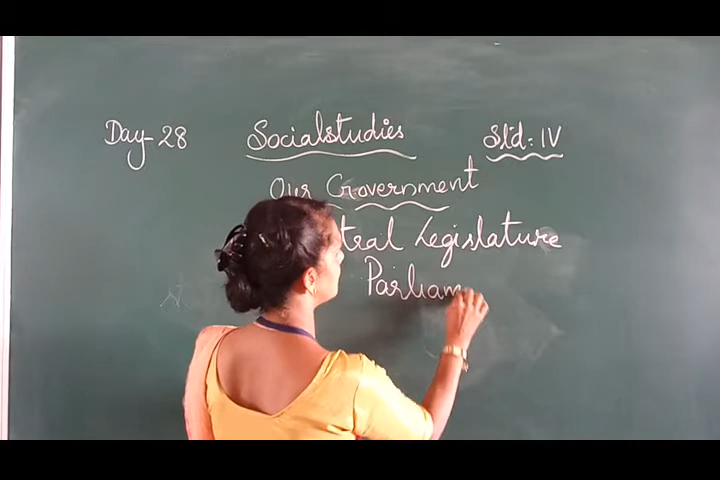 Day-28 Socialstudies Std: IV
Our Government
tral Legislature
Parliam